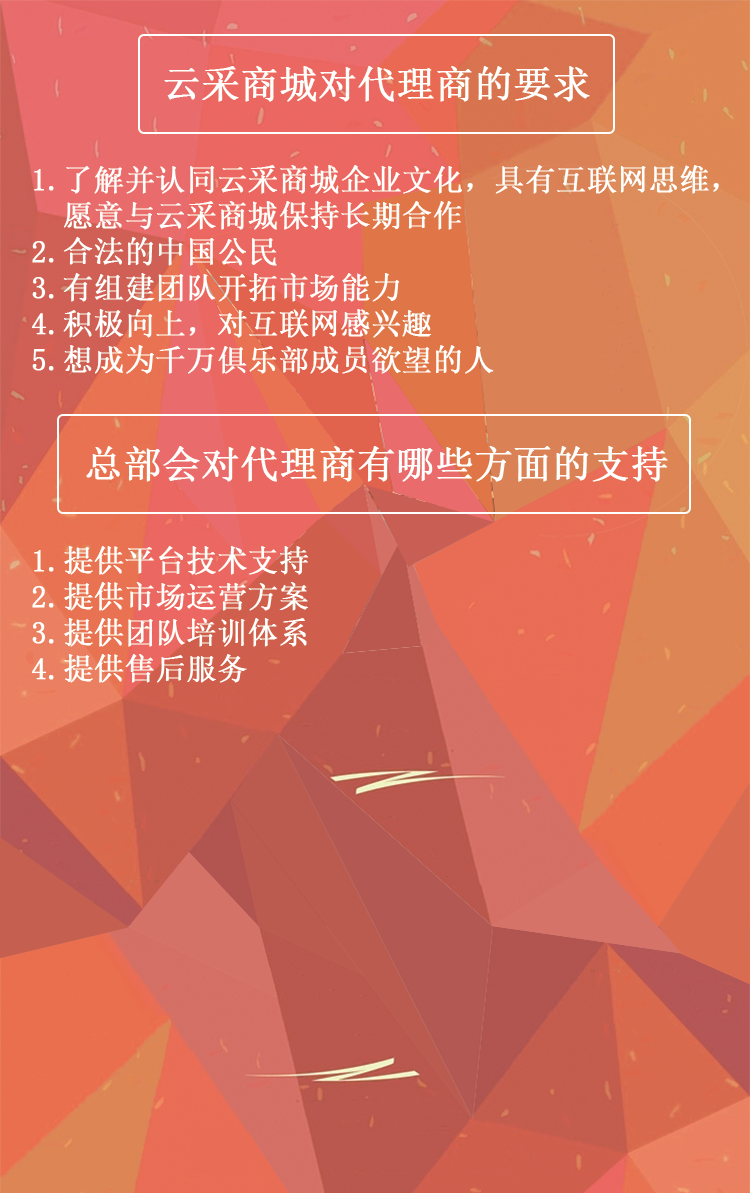 云采商城对代理商的要求
1.了解并认同云采商城企业文化，具有互联网思维，
愿意与云采商城保持长期合作
2.合法的中国公民
3.有组建团队开拓市场能力
4.积极向上，对互联网感兴趣
5.想成为千万俱乐部成员欲望的人
总部会对代理商有哪些方面的支持
1.提供平台技术支持
2.提供市场运营方案
3.提供团队培训体系
4.提供售后服务